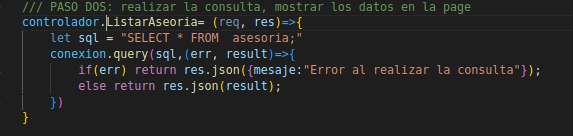 /// PASO DOS: realizar la consulta, mostrar los datos en la page
controlador.ListarAseoria= (req, res)=>{
let sql = "SELECT * FROM  asesoria;"
conexion.query(sql,(err, result)=>{
if(err) return res.json({mesaje:"Error al realizar la consulta"});
else return res.json(result);
})
}